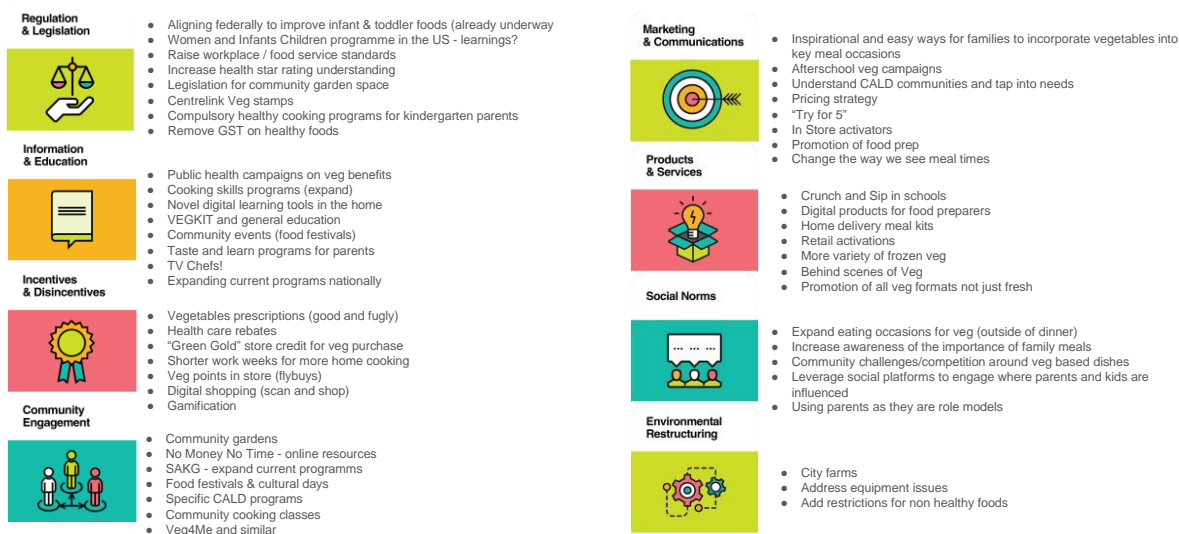 Regulation
& Legislation
● Aligning federally to improve infant & toddler foods (already underway
● Women and Infants Children programme in the US - learnings?
● Raise workplace / food service standards
● Increase health star rating understanding
● Legislation for community garden space
● Centrelink Veg stamps
● Compulsory healthy cooking programs for kindergarten parents
● Remove GST on healthy foods
Information
& Education
● Public health campaigns on veg benefits
● Cooking skills programs (expand)
● Novel digital learning tools in the home
● VEGKIT and general education
● Community events (food festivals)
● Taste and learn programs for parents
● TV Chefs!
● Expanding current programs nationally
Incentives
& Disincentives
● Vegetables prescriptions (good and fugly)
● Health care rebates
● “Green Gold” store credit for veg purchase
● Shorter work weeks for more home cooking
● Veg points in store (flybuys)
● Digital shopping (scan and shop)
● Gamification
Community
Engagement
● Community gardens
● No Money No Time - online resources
● SAKG - expand current programms
● Food festivals & cultural days
● Specific CALD programs
● Community cooking classes
● Veg4Me and similar
Marketing
& Communications
● Inspirational and easy ways for families to incorporate vegetables into
key meal occasions
● Afterschool veg campaigns
● Understand CALD communities and tap into needs
● Pricing strategy
● “Try for 5”
● In Store activators
● Promotion of food prep
● Change the way we see meal times
Products
& Services
● Crunch and Sip in schools
● Digital products for food preparers
● Home delivery meal kits
● Retail activations
● More variety of frozen veg
● Behind scenes of Veg
● Promotion of all veg formats not just fresh
Social Norms
● Expand eating occasions for veg (outside of dinner)
● Increase awareness of the importance of family meals
● Community challenges/competition around veg based dishes
● Leverage social platforms to engage where parents and kids are
influenced
● Using parents as they are role models
Environmental
Restructuring
● City farms
● Address equipment issues
● Add restrictions for non healthy foods